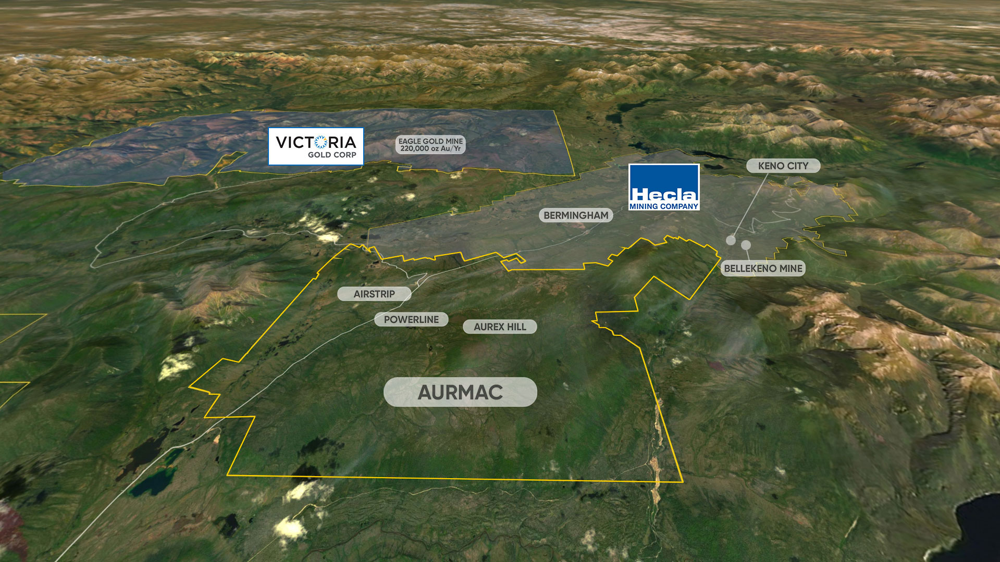 VICTORIA
GOLD CORP
EAGLE GOLD MINE
220,000 oz Au/Yr
Hecla
MINING COMPANY
KENO CITY
BERMINGHAM
BELLEKENO MINE
AIRSTRIP
POWERLINE
AUREX HILL
AURMAC